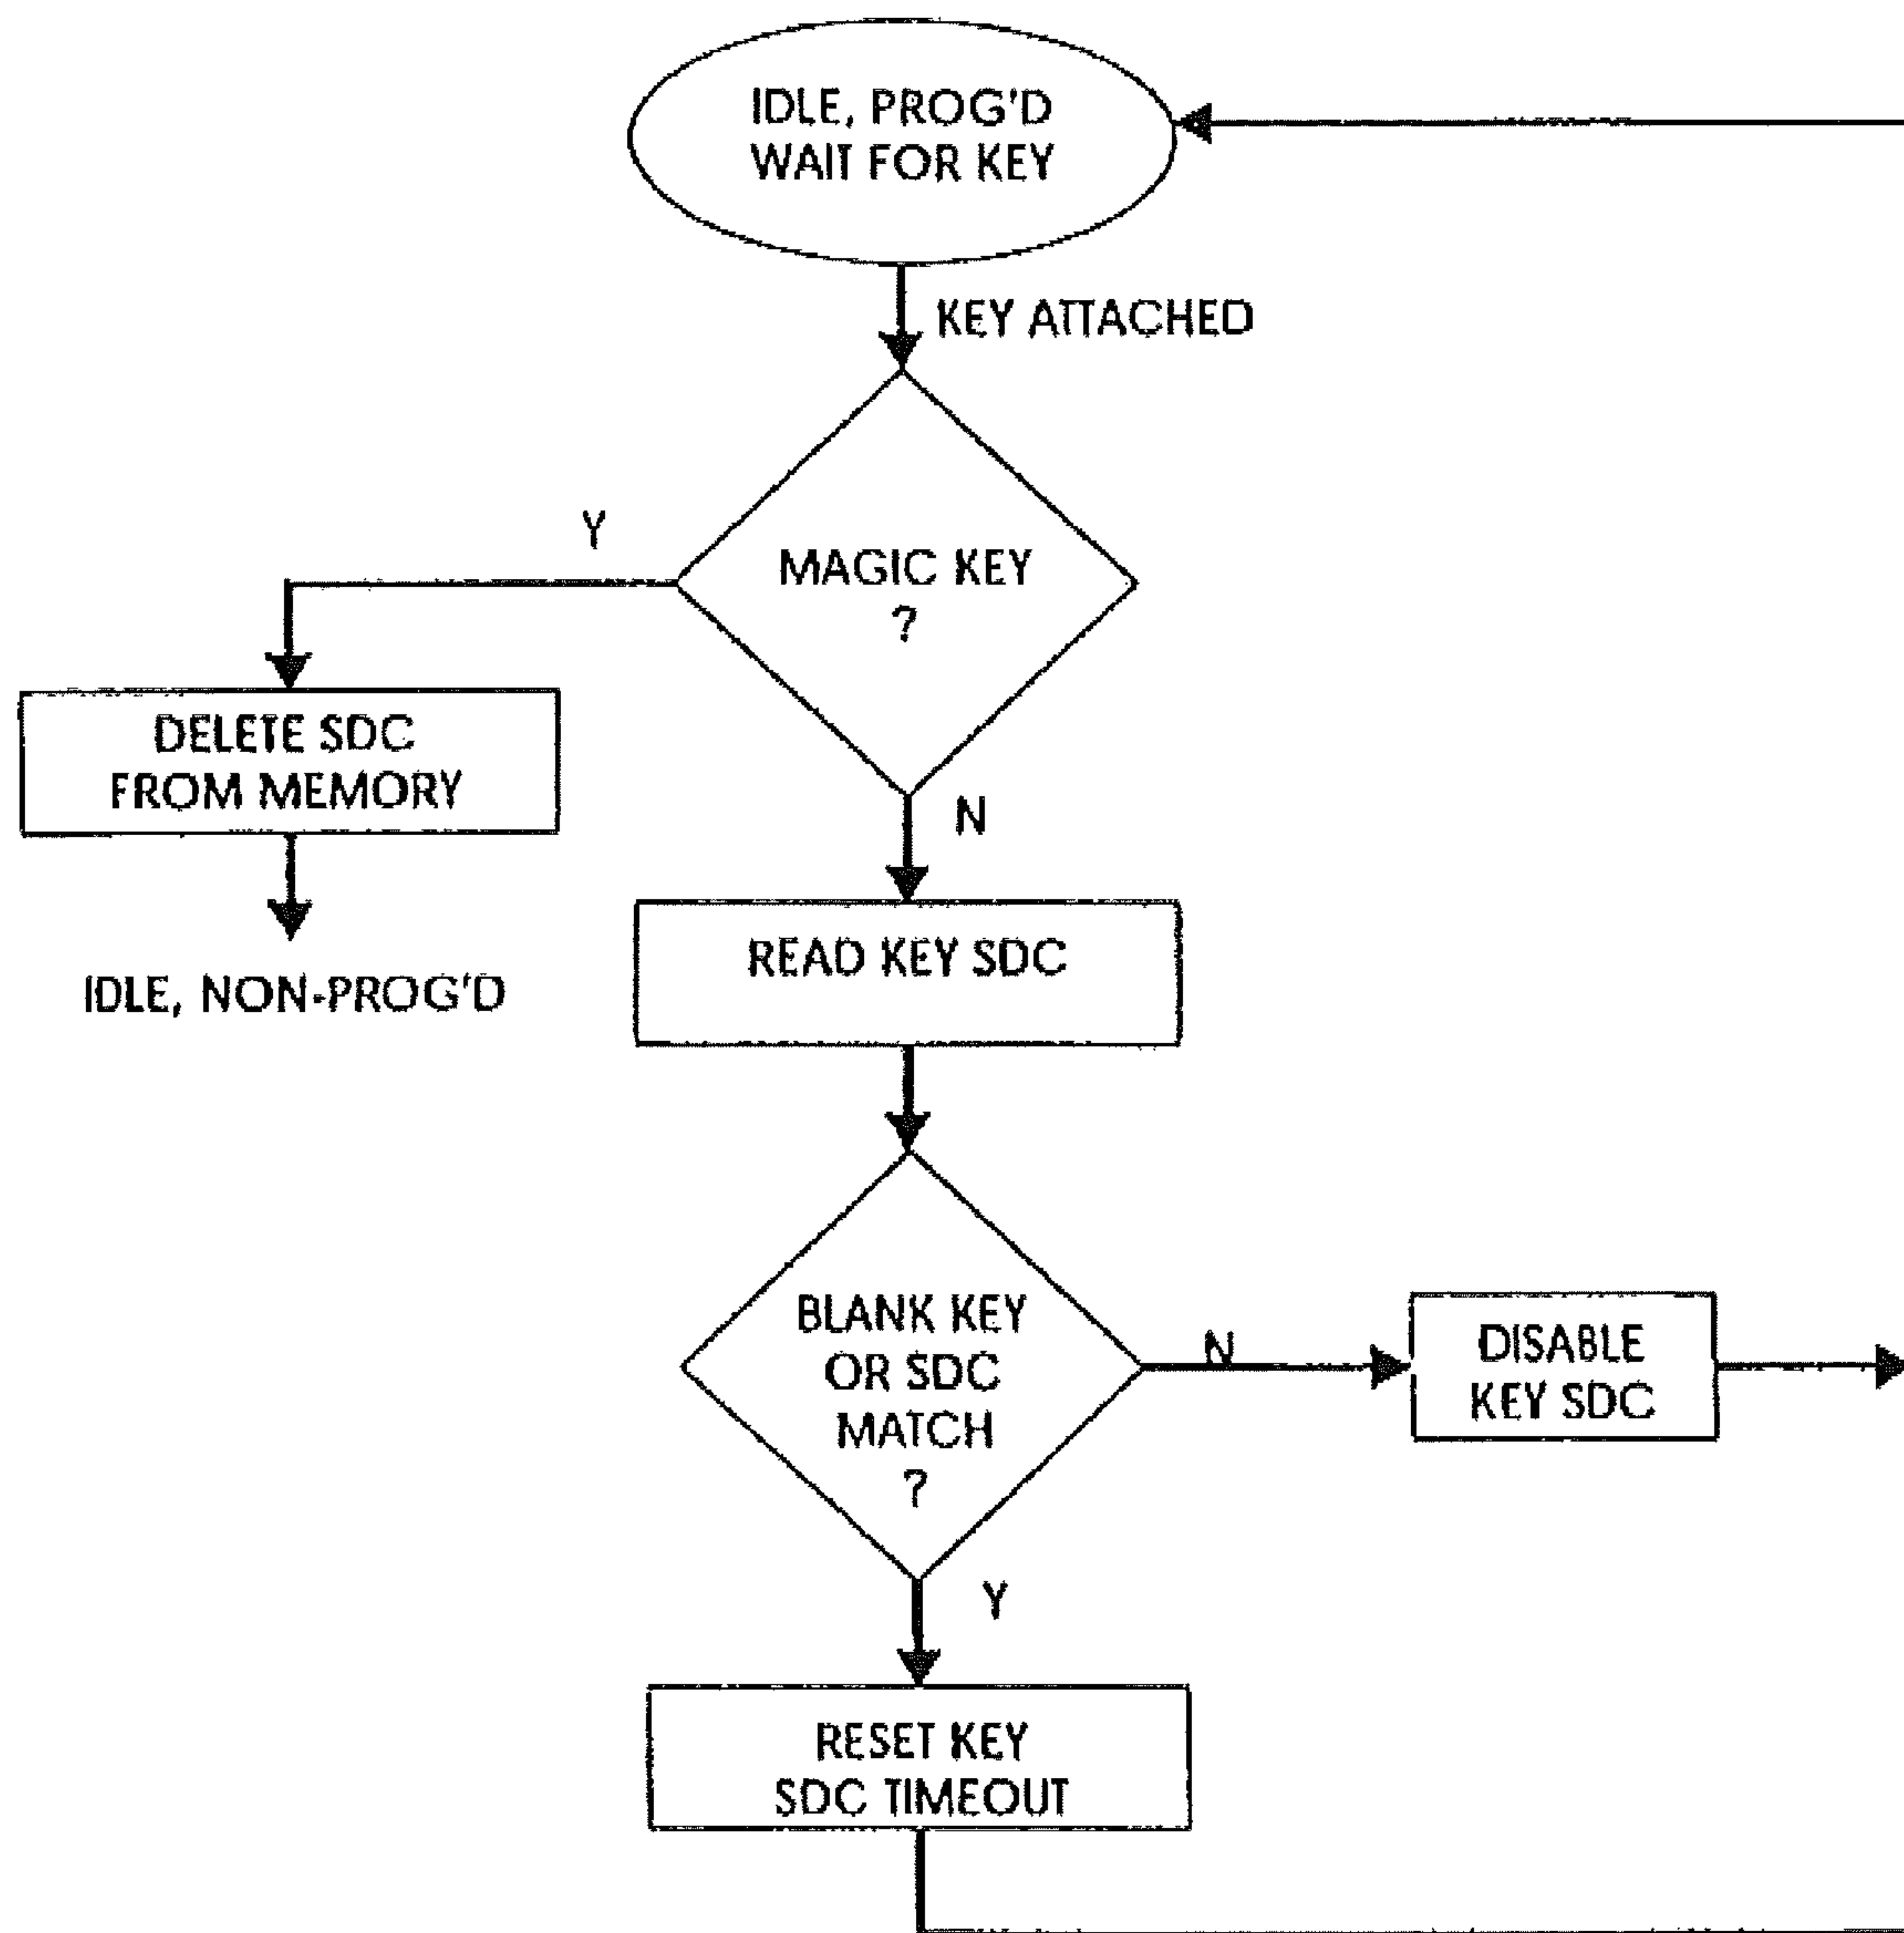 IDLE, PROG'D
WAIT FOR KEY
KEY ATTACHED
Y
MAGIC KEY
?
DELETE SDC
FROM MEMORY
N
IDLE, NON-PROG'D
READ KEY SDC
BLANK KEY
OR SDC
MATCH
?
N
DISABLE
KEY SDC
Y
RESET KEY
SDC TIMEOUT